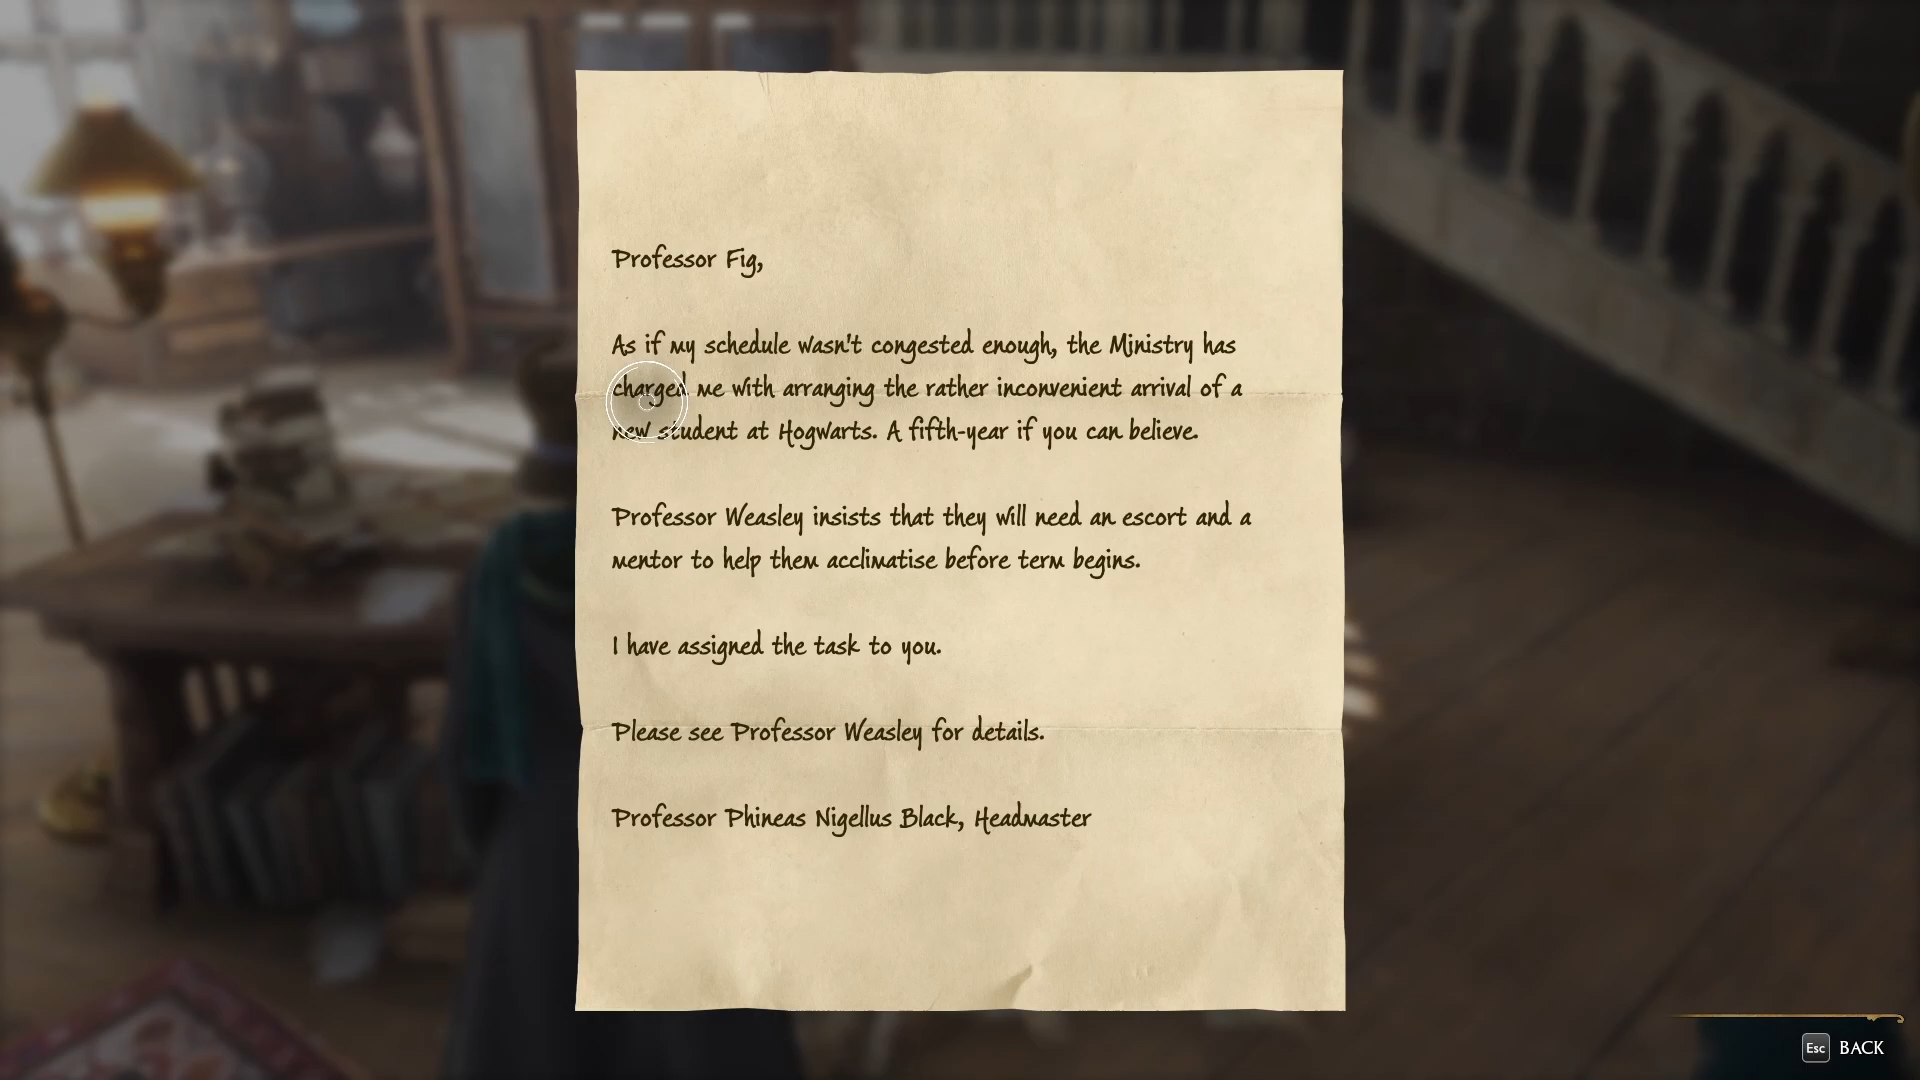 Professor Fig,
As if my schedule wasn't congested enough, the Ministry has
charged me with arranging the rather inconvenient arrival of a
new student at Hogwarts. A fifth-year if you can believe.
Professor Weasley insists that they will need an escort and a
mentor to help them acclimatise before term begins.
I have assigned the task to you.
Please see Professor Weasley for details.
Professor Phineas Nigellus Black, Headmaster
Esc BACK